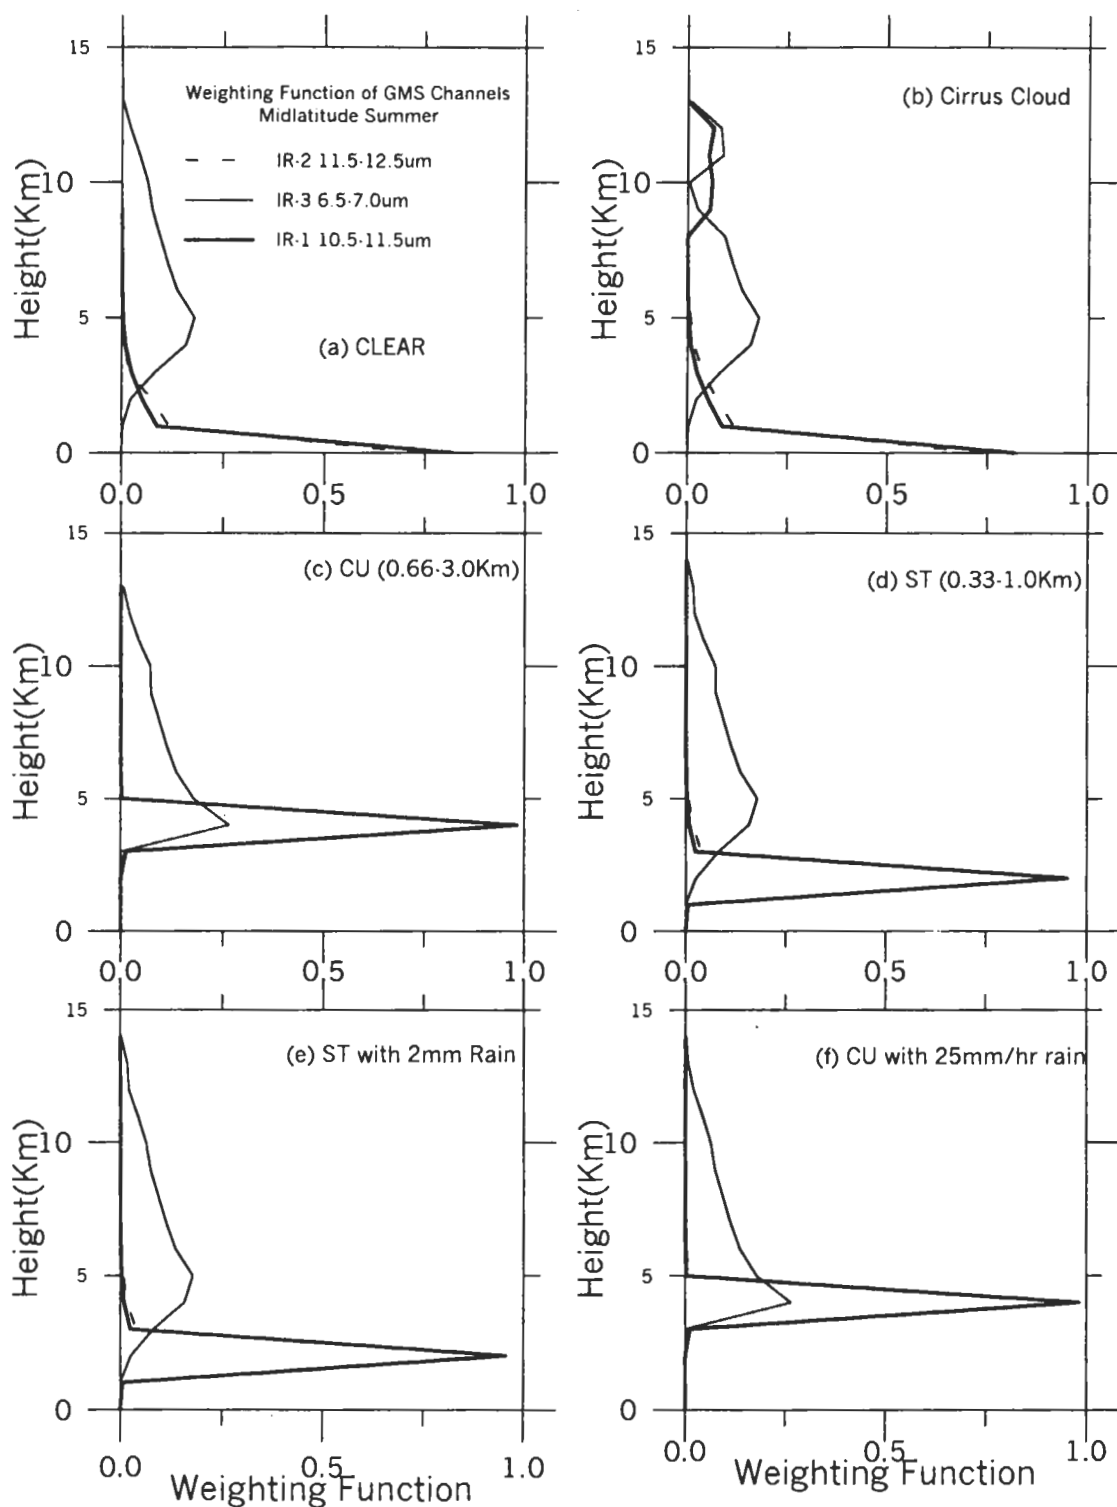 15
Weighting Function of GMS Channels
Midlatitude Summer
IR-2 11.5-12.5um
IR-3 6.5-7.0um
IR-1 10.5-11.5um
(a) CLEAR
10
5
0
Height(Km)
0.0 0.5 1.0
15
(b) Cirrus Cloud
10
5
0
Height(Km)
0.0 0.5 1.0
15
(c) CU (0.66-3.0Km)
10
5
0
Height(Km)
0.0 0.5 1.0
15
(d) ST (0.33-1.0Km)
10
5
0
Height(Km)
0.0 0.5 1.0
15
(e) ST with 2mm Rain
10
5
0
Height(Km)
0.0 0.5 1.0
Weighting Function
15
(f) CU with 25mm/hr rain
10
5
0
Height(Km)
0.0 0.5 1.0
Weighting Function